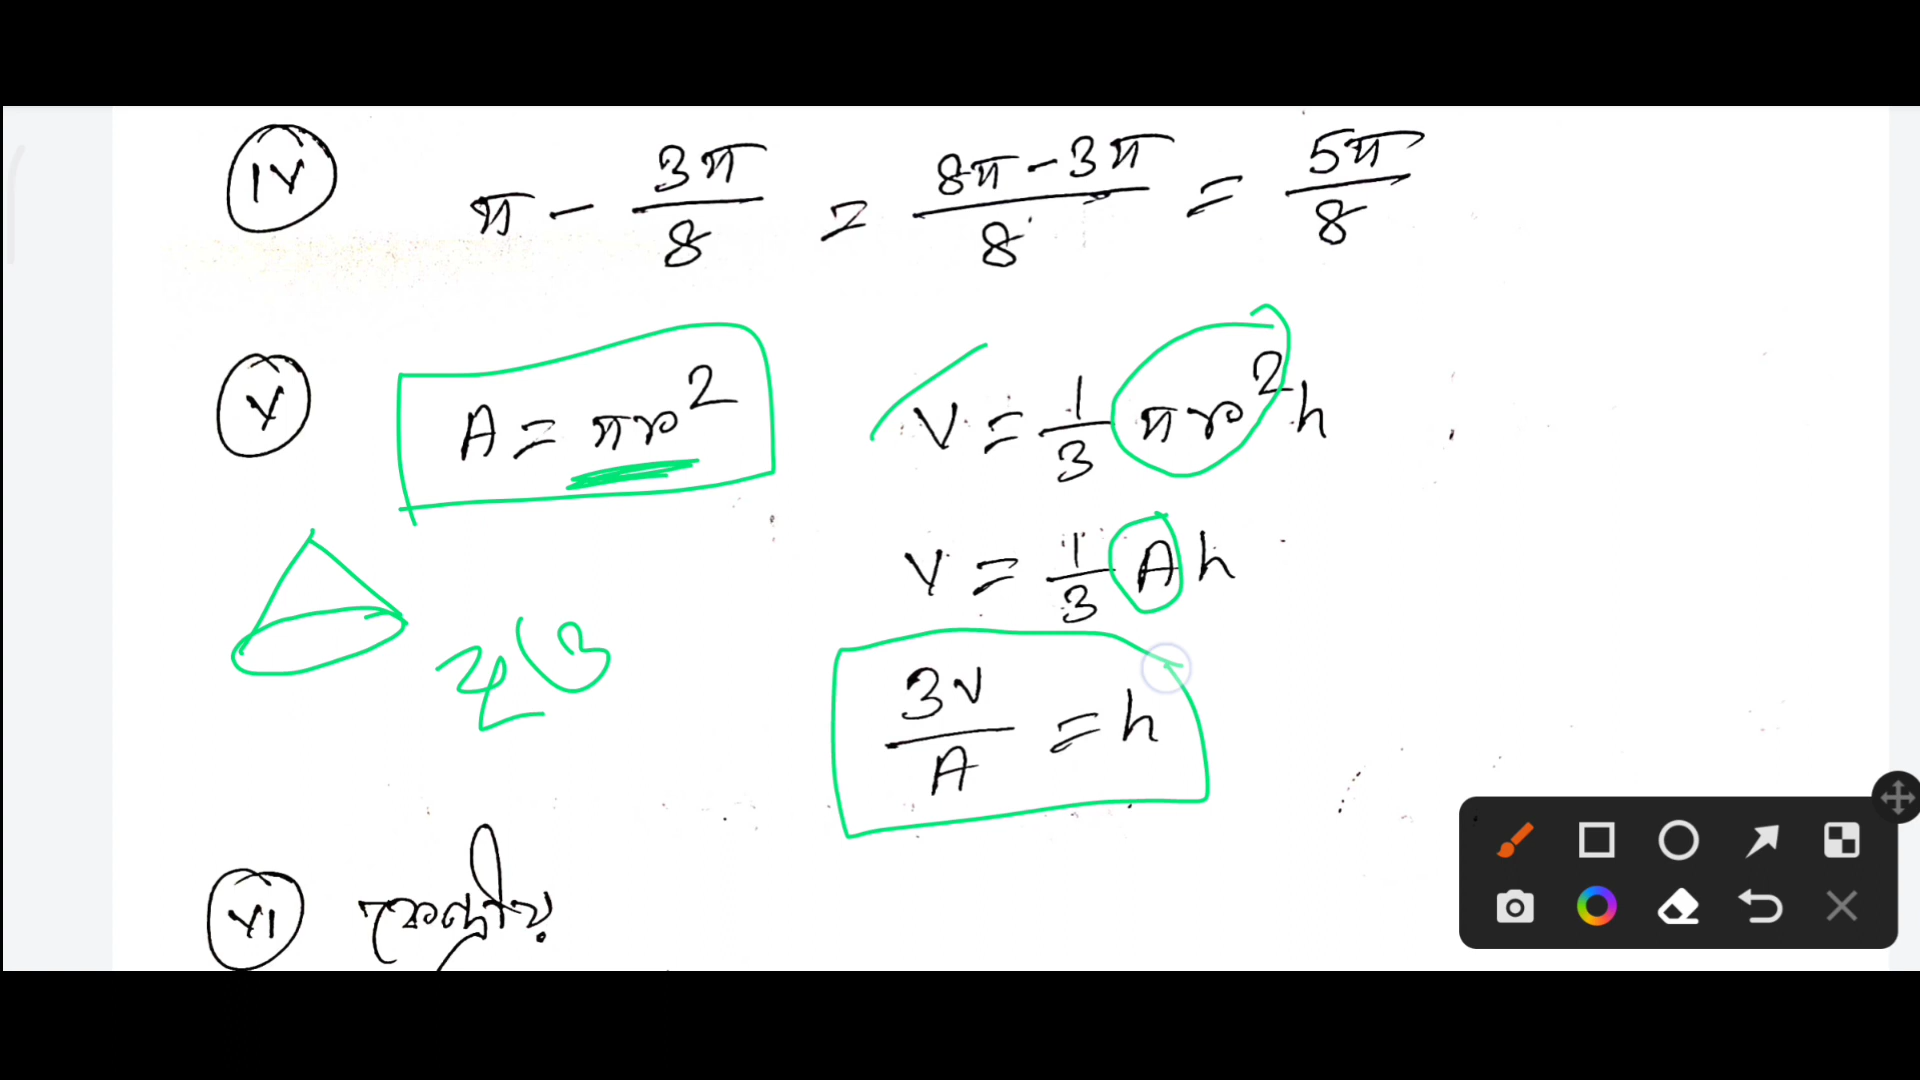 IV π - 3π/8 = 8π-3π/8 = 5π/8
V A = πr² V = 1/3 πr²h
V = 1/3 Ah
3V/A = h
VI কেন্দ্রীয়